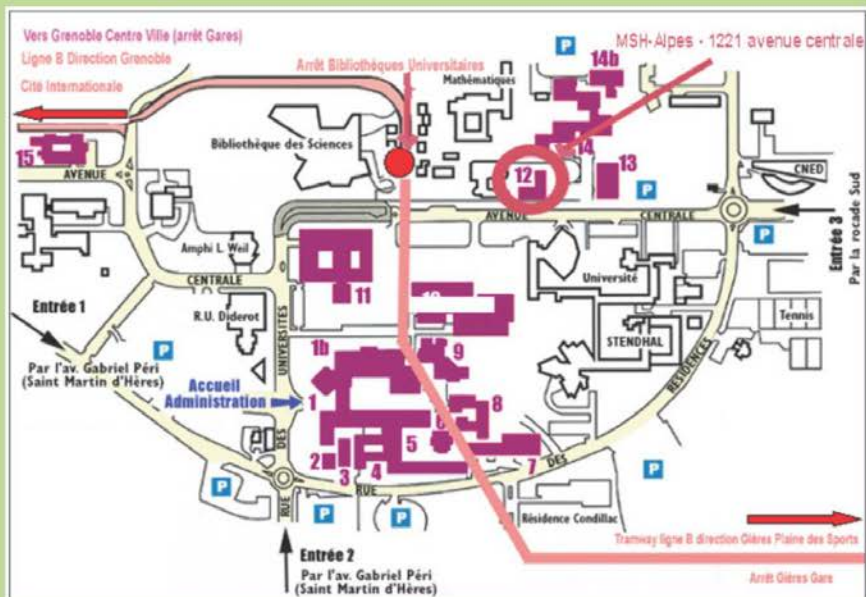 Vers Grenoble Centre Ville (arrêt Gares)
Ligne B Direction Grenoble
Cité Internationale
Arrêt Bibliothèques Universitaires
MSH-Alpes - 1221 avenue centrale
P
14b
Mathématiques
Bibliothèque des Sciences
14
15
12
13
P
CNED
AVENUE
AVENUE
CENTRALE
P
Entrée 3
Par la rocade Sud
Amphi L. Weil
CENTRALE
Université
11
Entrée 1
R.U. Diderot
UNIVERSITES
Tennis
STENDHAL
Par l'av. Gabriel Péri
(Saint Martin d'Hères)
P
1b
9
RESIDENCES
Accueil
Administration
1
8
DES
5
2
3
4
7
DES
P
P
RUE
P
P
P
RUE
Résidence Condillac
Entrée 2
Par l'av. Gabriel Péri
(Saint Martin d'Hères)
Tramway ligne B direction Gières Plaine des Sports
Arrêt Gières Gare